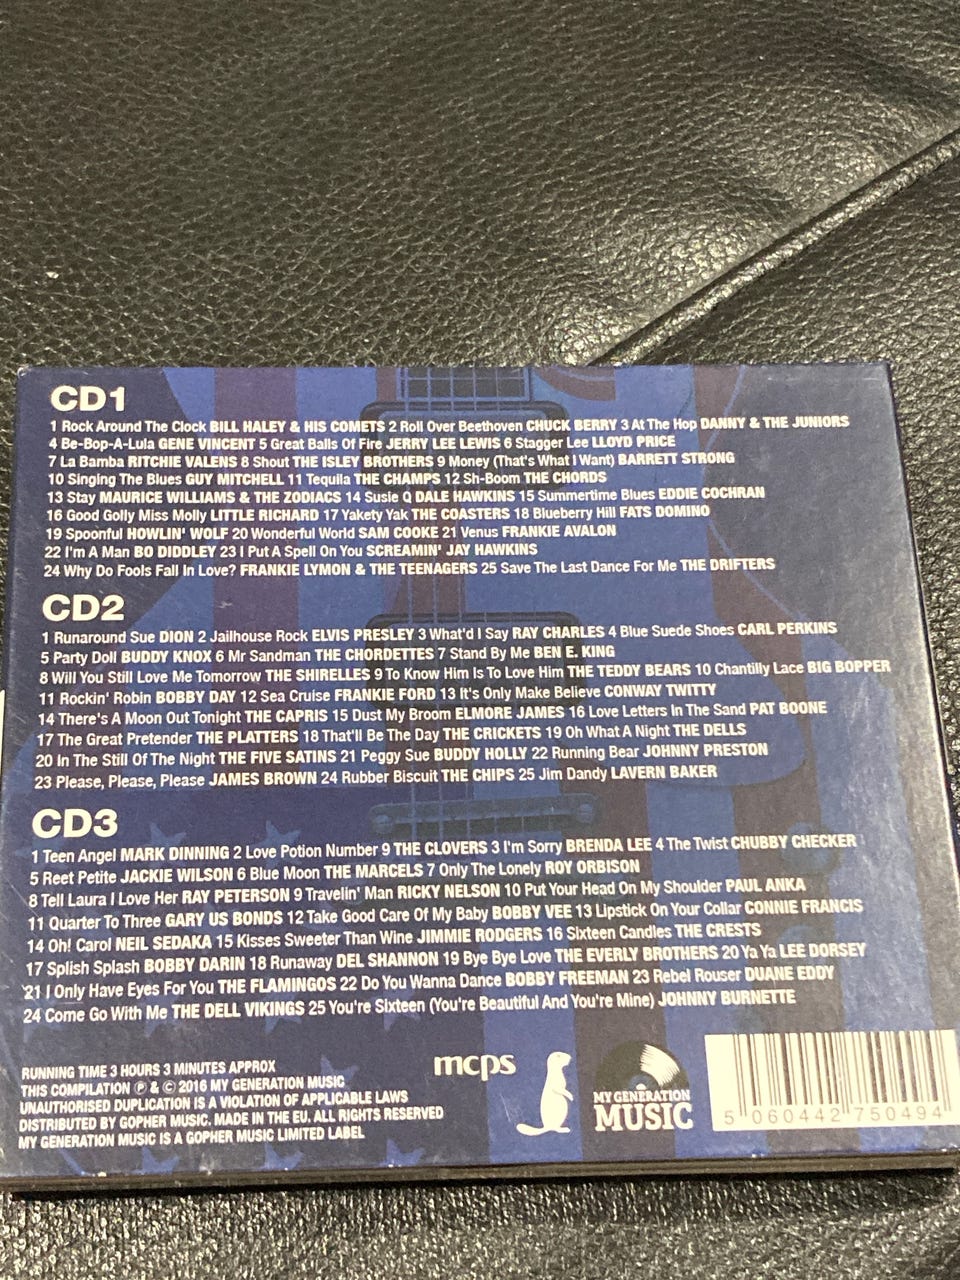 CD1
1 Rock Around The Clock BILL HALEY & HIS COMETS 2 Roll Over Beethoven CHUCK BERRY 3 At The Hop DANNY & THE JUNIORS
4 Be-Bop-A-Lula GENE VINCENT 5 Great Balls Of Fire JERRY LEE LEWIS 6 Stagger Lee LLOYD PRICE
7 La Bamba RITCHIE VALENS 8 Shout THE ISLEY BROTHERS 9 Money (That's What I Want) BARRETT STRONG
10 Singing The Blues GUY MITCHELL 11 Tequila THE CHAMPS 12 Sh-Boom THE CHORDS
13 Stay MAURICE WILLIAMS & THE ZODIACS 14 Susie Q DALE HAWKINS 15 Summertime Blues EDDIE COCHRAN
16 Good Golly Miss Molly LITTLE RICHARD 17 Yakety Yak THE COASTERS 18 Blueberry Hill FATS DOMINO
19 Spoonful HOWLIN' WOLF 20 Wonderful World SAM COOKE 21 Venus FRANKIE AVALON
22 I'm A Man BO DIDDLEY 23 I Put A Spell On You SCREAMIN' JAY HAWKINS
24 Why Do Fools Fall In Love? FRANKIE LYMON & THE TEENAGERS 25 Save The Last Dance For Me THE DRIFTERS
CD2
1 Runaround Sue DION 2 Jailhouse Rock ELVIS PRESLEY 3 What'd I Say RAY CHARLES 4 Blue Suede Shoes CARL PERKINS
5 Party Doll BUDDY KNOX 6 Mr Sandman THE CHORDETTES 7 Stand By Me BEN E. KING
8 Will You Still Love Me Tomorrow THE SHIRELLES 9 To Know Him Is To Love Him THE TEDDY BEARS 10 Chantilly Lace BIG BOPPER
11 Rockin' Robin BOBBY DAY 12 Sea Cruise FRANKIE FORD 13 It's Only Make Believe CONWAY TWITTY
14 There's A Moon Out Tonight THE CAPRIS 15 Dust My Broom ELMORE JAMES 16 Love Letters In The Sand PAT BOONE
17 The Great Pretender THE PLATTERS 18 That'll Be The Day THE CRICKETS 19 Oh What A Night THE DELLS
20 In The Still Of The Night THE FIVE SATINS 21 Peggy Sue BUDDY HOLLY 22 Running Bear JOHNNY PRESTON
23 Please, Please, Please JAMES BROWN 24 Rubber Biscuit THE CHIPS 25 Jim Dandy LAVERN BAKER
CD3
1 Teen Angel MARK DINNING 2 Love Potion Number 9 THE CLOVERS 3 I'm Sorry BRENDA LEE 4 The Twist CHUBBY CHECKER
5 Reet Petite JACKIE WILSON 6 Blue Moon THE MARCELS 7 Only The Lonely ROY ORBISON
8 Tell Laura I Love Her RAY PETERSON 9 Travelin' Man RICKY NELSON 10 Put Your Head On My Shoulder PAUL ANKA
11 Quarter To Three GARY US BONDS 12 Take Good Care Of My Baby BOBBY VEE 13 Lipstick On Your Collar CONNIE FRANCIS
14 Oh! Carol NEIL SEDAKA 15 Kisses Sweeter Than Wine JIMMIE RODGERS 16 Sixteen Candles THE CRESTS
17 Splish Splash BOBBY DARIN 18 Runaway DEL SHANNON 19 Bye Bye Love THE EVERLY BROTHERS 20 Ya Ya LEE DORSEY
21 I Only Have Eyes For You THE FLAMINGOS 22 Do You Wanna Dance BOBBY FREEMAN 23 Rebel Rouser DUANE EDDY
24 Come Go With Me THE DELL VIKINGS 25 You're Sixteen (You're Beautiful And You're Mine) JOHNNY BURNETTE
RUNNING TIME 3 HOURS 3 MINUTES APPROX
THIS COMPILATION ℗ & © 2016 MY GENERATION MUSIC
UNAUTHORISED DUPLICATION IS A VIOLATION OF APPLICABLE LAWS
DISTRIBUTED BY GOPHER MUSIC. MADE IN THE EU. ALL RIGHTS RESERVED
MY GENERATION MUSIC IS A GOPHER MUSIC LIMITED LABEL
mcps
MY GENERATION
MUSIC
5 060442 750494